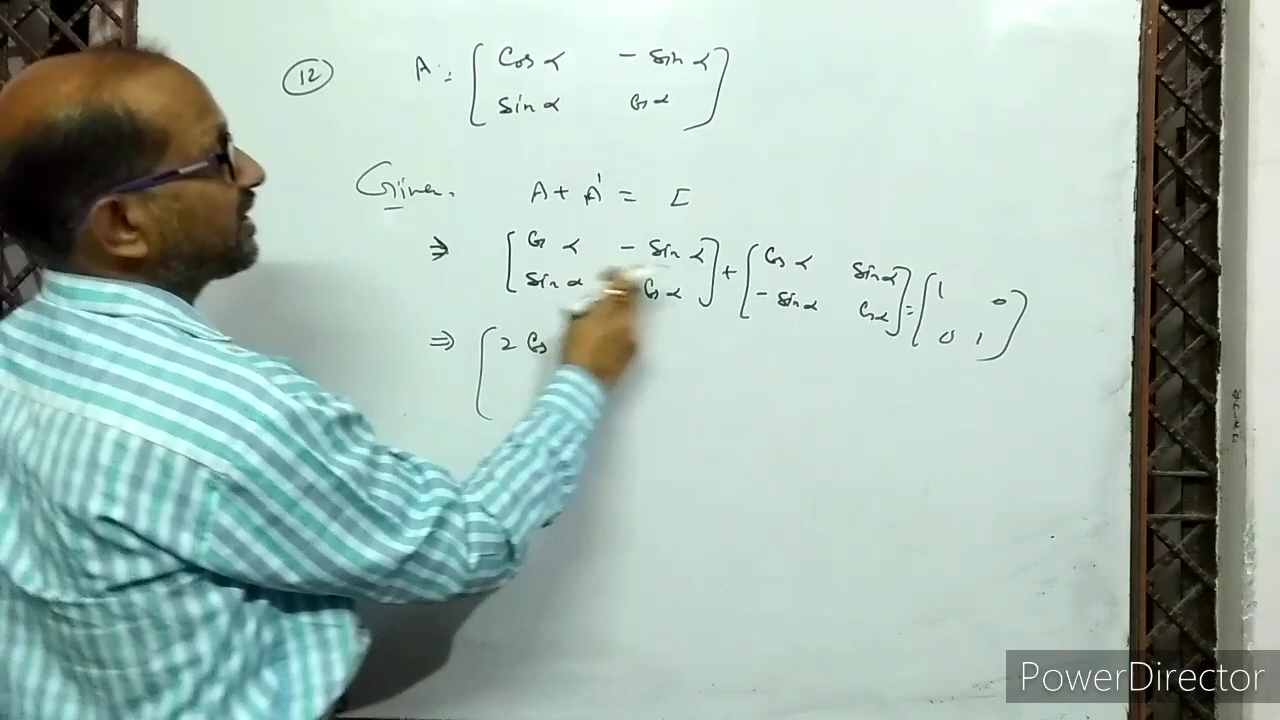 12 A = [ Cos α - Sin α
Sin α Cos α ]
Given. A + A' = I
⇒ [ Cos α - Sin α
Sin α Cos α ] + [ Cos α Sin α
- Sin α Cos α ] = [ 1 0
0 1 ]
⇒ [ 2 Cos
PowerDirector